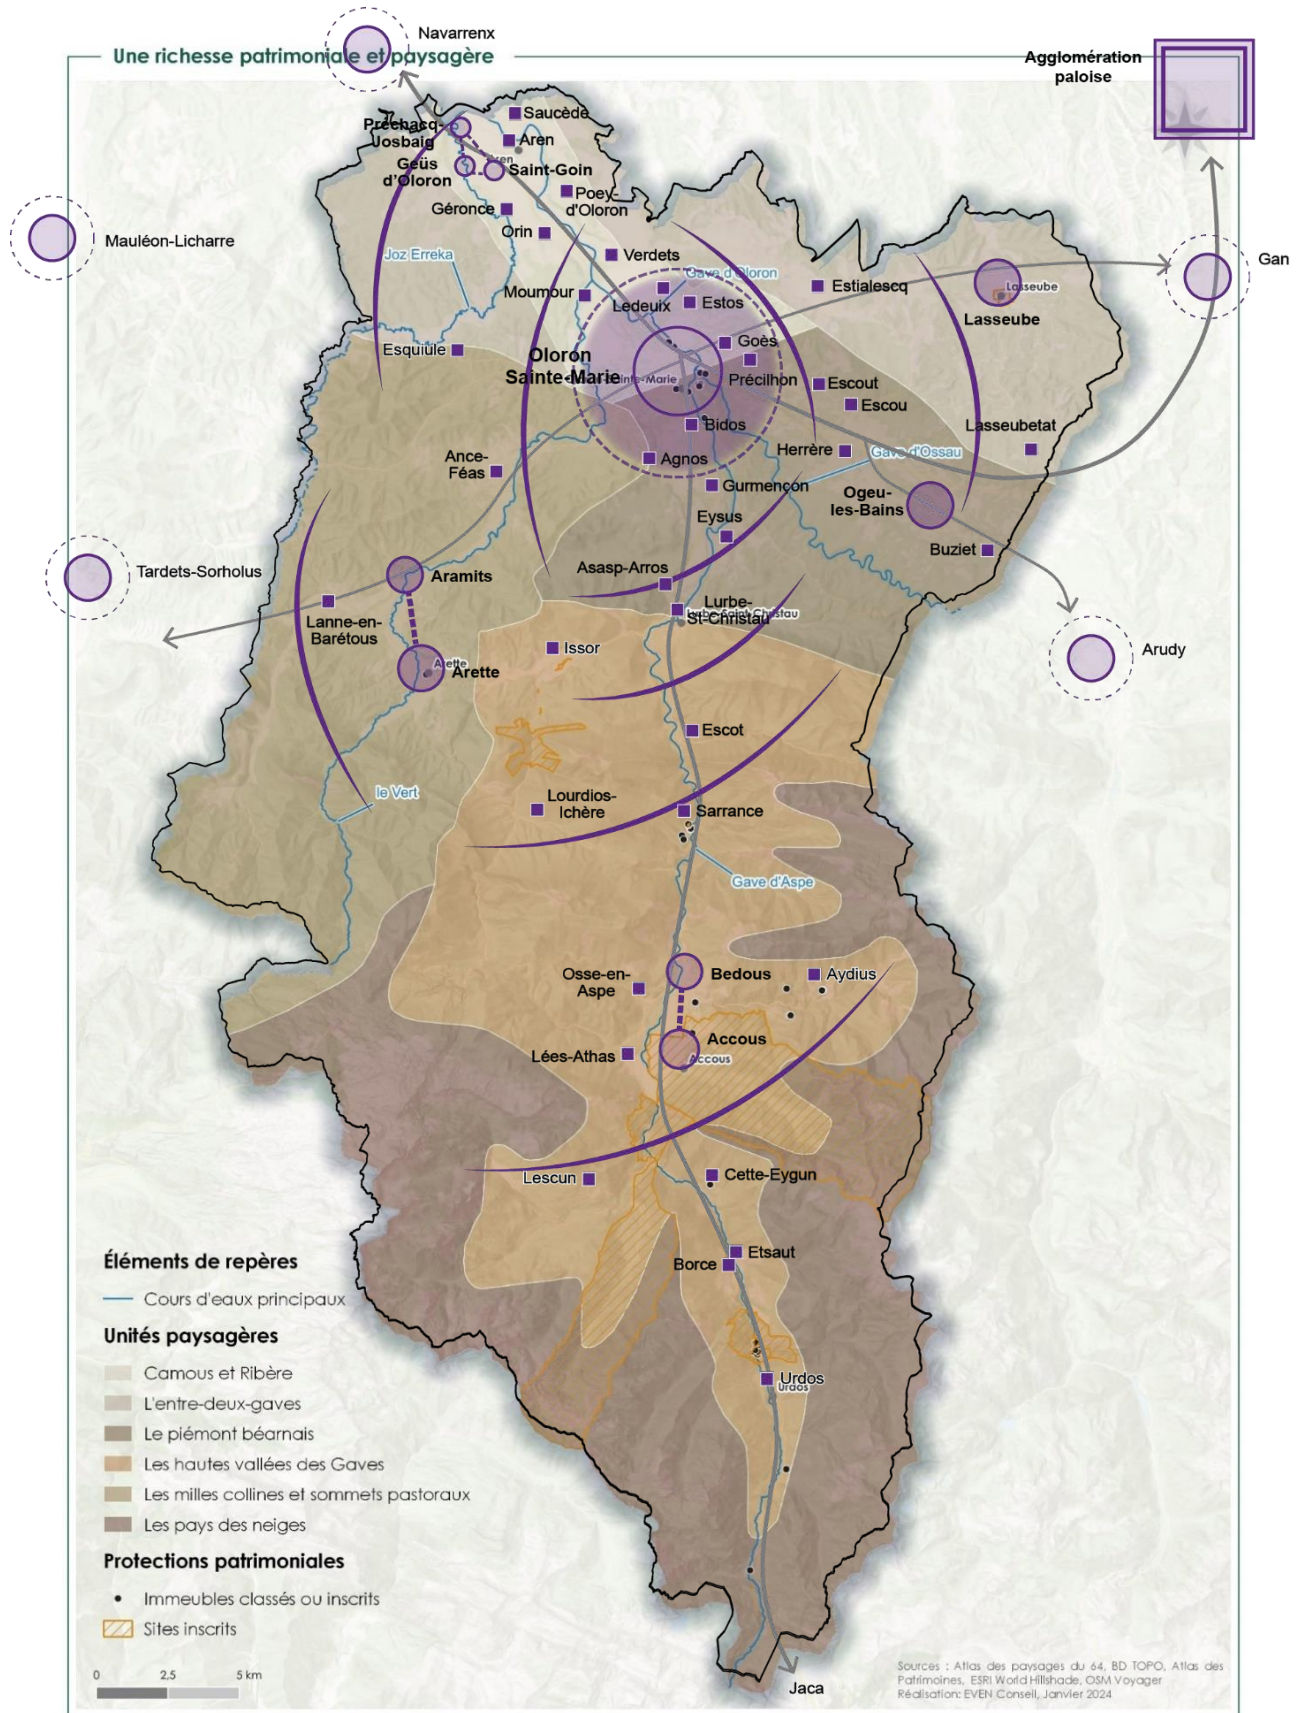 Navarrenx
Une richesse patrimoniale et paysagère
Agglomération
paloise
Saucède
Préchacq-
Josbaig
Aren
Geüs
d'Oloron
Saint-Goin
Poey-
d'Oloron
Géronce
Orin
Mauléon-Licharre
Joz Erreka
Verdets
Gan
Gave d'Oloron
Moumour
Ledeuix
Estos
Estialescq
Lasseube
Lasseube
Esquiule
Goès
Oloron
Sainte-Marie
Sainte-Marie
Précilhon
Escout
Escou
Bidos
Lasseubetat
Ance-
Féas
Agnos
Herrère
Gave d'Ossau
Gurmençon
Ogeu-
les-Bains
Eysus
Buziet
Tardets-Sorholus
Aramits
Asasp-Arros
Lanne-en-
Barétous
Lurbe-
St-Christau
Lurbe-Saint-Christau
Issor
Arudy
Arette
Arette
Escot
le Vert
Lourdios-
Ichère
Sarrance
Gave d'Aspe
Bedous
Osse-en-
Aspe
Aydius
Accous
Accous
Lées-Athas
Lescun
Cette-Eygun
Etsaut
Borce
Urdos
Urdos
Jaca
Éléments de repères
Cours d'eaux principaux
Unités paysagères
Camous et Ribère
L'entre-deux-gaves
Le piémont béarnais
Les hautes vallées des Gaves
Les milles collines et sommets pastoraux
Les pays des neiges
Protections patrimoniales
Immeubles classés ou inscrits
Sites inscrits
0 2,5 5 km
Sources : Atlas des paysages du 64, BD TOPO, Atlas des
Patrimoines, ESRI World Hillshade, OSM Voyager
Réalisation: EVEN Conseil, Janvier 2024